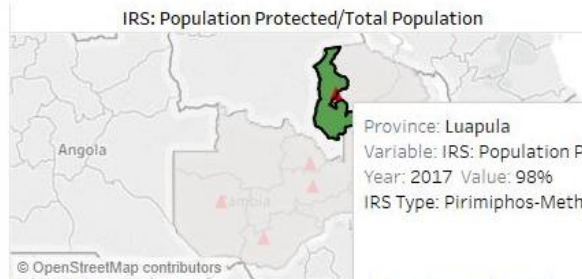 IRS: Population Protected/Total Population
Angola
Zambia
Province: Luapula
Variable: IRS: Population P
Year: 2017 Value: 98%
IRS Type: Pirimiphos-Meth
© OpenStreetMap contributors